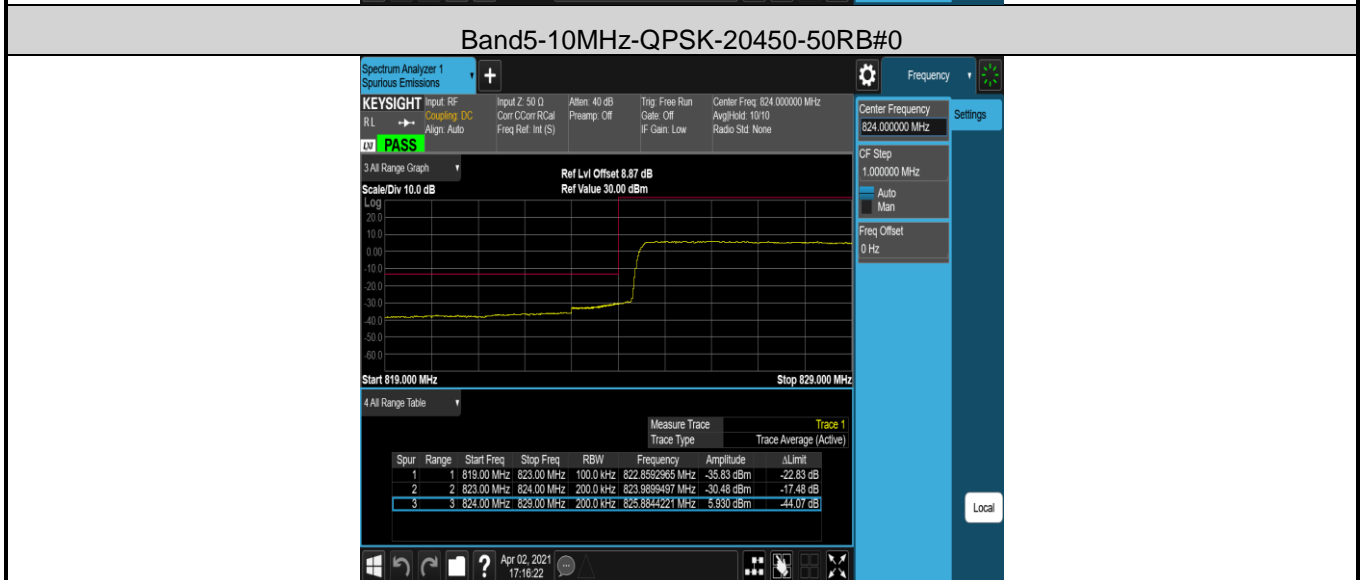 Band5-10MHz-QPSK-20450-50RB#0
Spectrum Analyzer 1
Spurious Emissions
+
Frequency
KEYSIGHT Input: RF Input Z: 50 Ω Atten: 40 dB Trig: Free Run Center Freq: 824.000000 MHz
RL Coupling: DC Corr CCorr RCal Preamp: Off Gate: Off Avg|Hold: 10/10
Align: Auto Freq Ref: Int (S) IF Gain: Low Radio Std: None
LXI PASS
Center Frequency
824.000000 MHz
Settings
CF Step
1.000000 MHz
Auto
Man
Freq Offset
0 Hz
3 All Range Graph
Ref Lvl Offset 8.87 dB
Scale/Div 10.0 dB Ref Value 30.00 dBm
Log
20.0
10.0
0.00
-10.0
-20.0
-30.0
-40.0
-50.0
-60.0
Start 819.000 MHz Stop 829.000 MHz
4 All Range Table
Measure Trace Trace 1
Trace Type Trace Average (Active)
Spur Range Start Freq Stop Freq RBW Frequency Amplitude ΔLimit
1 1 819.00 MHz 823.00 MHz 100.0 kHz 822.8592965 MHz -35.83 dBm -22.83 dB
2 2 823.00 MHz 824.00 MHz 200.0 kHz 823.9899497 MHz -30.48 dBm -17.48 dB
3 3 824.00 MHz 829.00 MHz 200.0 kHz 825.8844221 MHz 5.930 dBm -44.07 dB
Local
? Apr 02, 2021
17:16:22